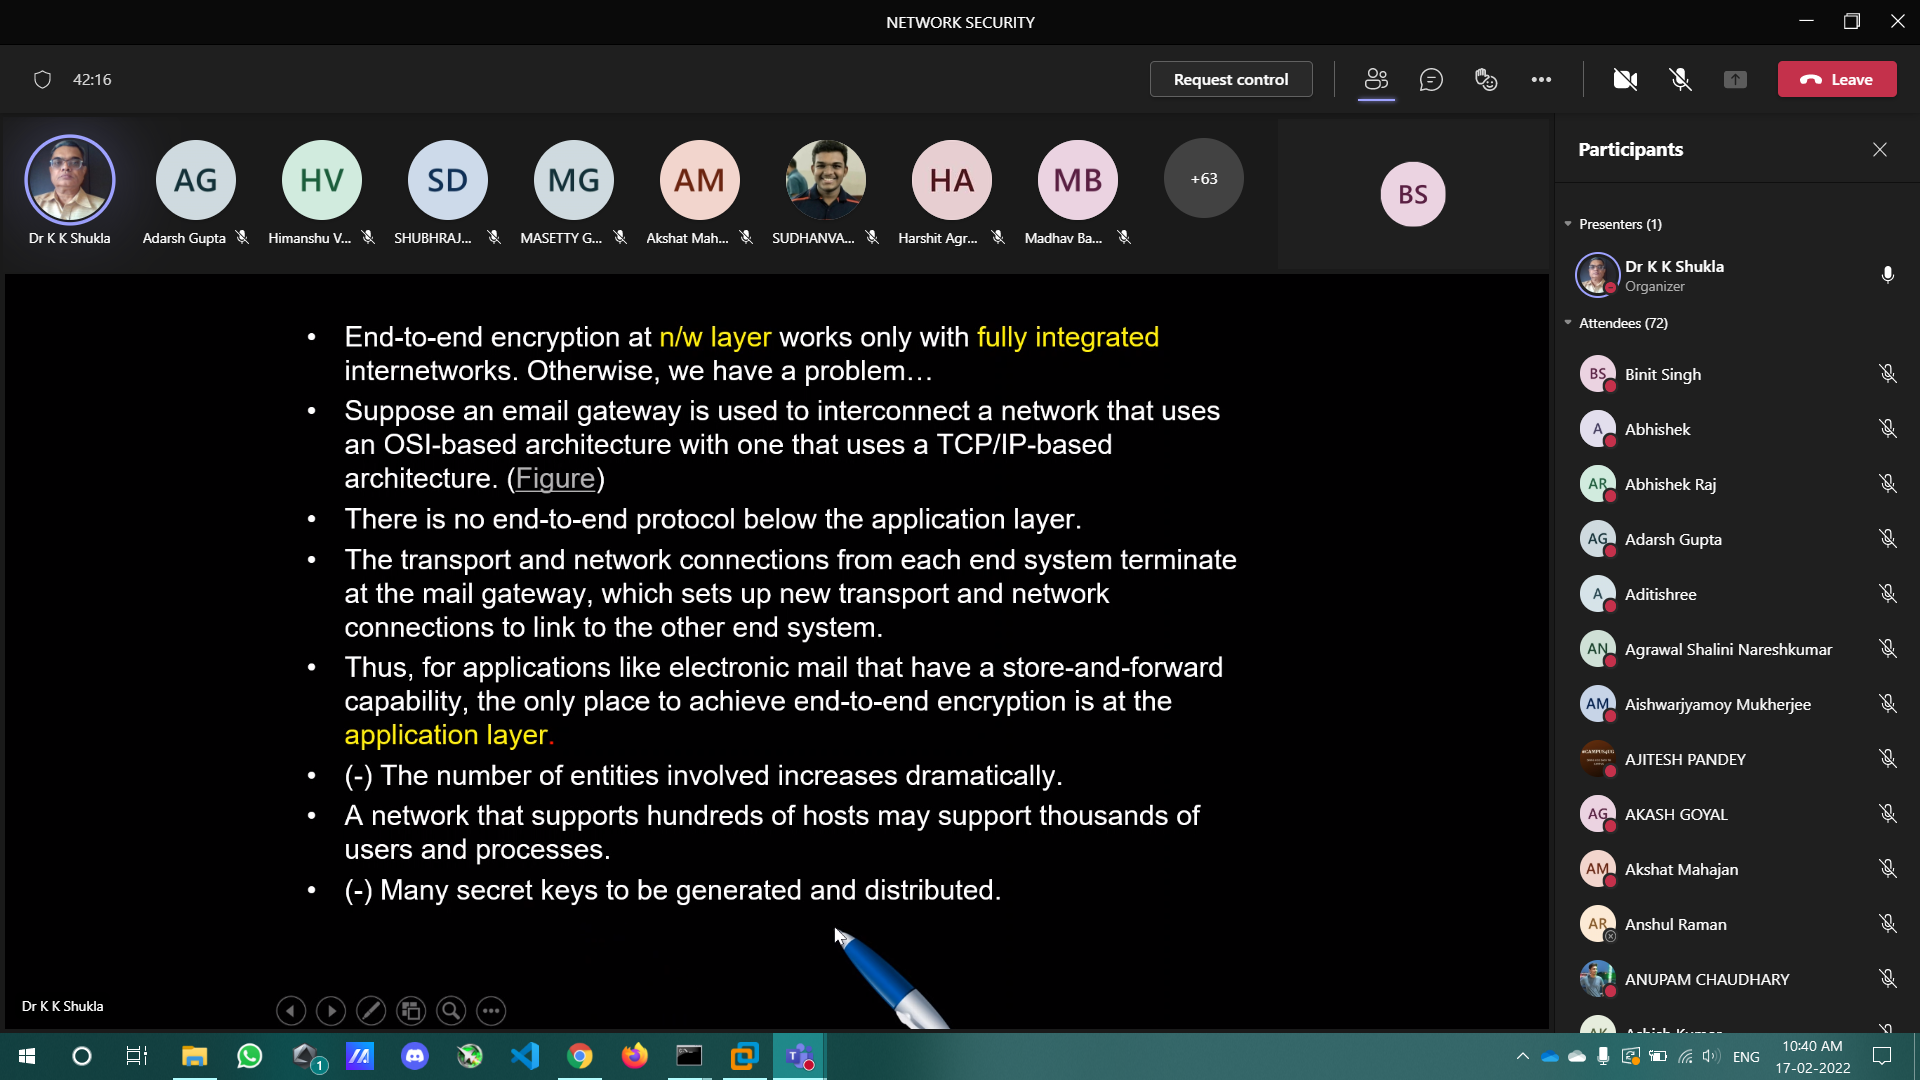 NETWORK SECURITY
42:16
Request control
Leave
AG
HV
SD
MG
AM
HA
MB
+63
BS
Dr K K Shukla
Adarsh Gupta
Himanshu V...
SHUBHRAJ...
MASETTY G...
Akshat Mah...
SUDHANVA...
Harshit Agr...
Madhav Ba...
Participants
Presenters (1)
Dr K K Shukla
Organizer
Attendees (72)
BS Binit Singh
A Abhishek
AR Abhishek Raj
AG Adarsh Gupta
A Aditishree
AN Agrawal Shalini Nareshkumar
AM Aishwarjyamoy Mukherjee
AJITESH PANDEY
AG AKASH GOYAL
AM Akshat Mahajan
AR Anshul Raman
ANUPAM CHAUDHARY
• End-to-end encryption at n/w layer works only with fully integrated
internetworks. Otherwise, we have a problem…
• Suppose an email gateway is used to interconnect a network that uses
an OSI-based architecture with one that uses a TCP/IP-based
architecture. (Figure)
• There is no end-to-end protocol below the application layer.
• The transport and network connections from each end system terminate
at the mail gateway, which sets up new transport and network
connections to link to the other end system.
• Thus, for applications like electronic mail that have a store-and-forward
capability, the only place to achieve end-to-end encryption is at the
application layer.
• (-) The number of entities involved increases dramatically.
• A network that supports hundreds of hosts may support thousands of
users and processes.
• (-) Many secret keys to be generated and distributed.
Dr K K Shukla
1
ENG
10:40 AM
17-02-2022